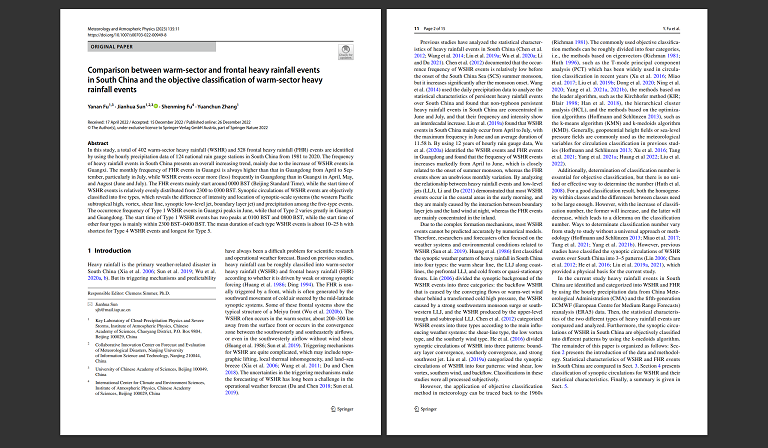 Meteorology and Atmospheric Physics (2023) 135:11
https://doi.org/10.1007/s00703-022-00949-8
ORIGINAL PAPER
Comparison between warm-sector and frontal heavy rainfall events
in South China and the objective classification of warm-sector heavy
rainfall events
Yanan Fu · Jianhua Sun · Shenming Fu · Yuanchun Zhang
Received: 17 April 2022 / Accepted: 15 December 2022 / Published online: 26 December 2022
© The Author(s), under exclusive licence to Springer-Verlag GmbH Austria, part of Springer Nature 2022
Abstract
In this study, a total of 402 warm-sector heavy rainfall (WSHR) and 328 frontal heavy rainfall (FHR) events are identified
by using the hourly precipitation data of 124 national rain gauge stations in South China from 1981 to 2020. The frequency
of heavy rainfall events in South China presents an overall increasing trend, mainly due to the increase of WSHR events in
Guangxi. The monthly frequency of FHR events in Guangxi is always higher than that in Guangdong from April to Sep-
tember, particularly in July, while WSHR events occur more (less) frequently in Guangdong than in Guangxi in April, May,
and August (June and July). The FHR events mainly start around 0600 BST (Beijing Standard Time), while the start time of
WSHR events is relatively evenly distributed from 2300 to 0900 BST. Synoptic circulations of WSHR events are objectively
classified into five types, which reveals the difference of intensity and location of synoptic-scale systems (the western Pacific
subtropical high, vortex, shear line, synoptic low-level jet, boundary layer jet) and precipitation among the five-type events.
The occurrence frequency of Type 1 WSHR events in Guangxi peaks in June, while that of Type 2 varies greatly in Guangxi.
The start time of Type 1 WSHR events has two peaks at 0100 BST and 0800 BST, while the start time of
other four types is mainly within 2300 BST–0400 BST. The mean duration of each type WSHR events is about 10–25 h with
shortest for Type 4 WSHR events and longest for Type 3.
1 Introduction
Heavy rainfall is the primary weather-related disaster in
South China (Xia et al. 2006; Sun et al. 2019; Wu et al.
2020a, b). But its triggering mechanisms and predictability
Responsible Editor: Clemens Simmer, Ph.D.
Jianhua Sun
sjh@mail.iap.ac.cn
Key Laboratory of Cloud-Precipitation Physics and Severe
Storms, Institute of Atmospheric Physics, Chinese
Academy of Sciences, Chaoyang District, P.O. Box 9804,
Beijing 100029, China
Collaborative Innovation Center on Forecast and Evaluation
of Meteorological Disasters, Nanjing University
of Information Science and Technology, Nanjing 210044,
China
University of Chinese Academy of Sciences, Beijing 100049,
China
International Center for Climate and Environment Sciences,
Institute of Atmospheric Physics, Chinese Academy
of Sciences, Beijing 100029, China
have always been a difficult problem for scientific research
and operational weather forecast. Based on previous studies,
heavy rainfall can be roughly classified into warm-sector
heavy rainfall (WSHR) and frontal heavy rainfall (FHR)
according to whether it is driven by weak or strong synoptic
forcing (Huang et al. 1986; Ding 1994). The FHR is usu-
ally triggered by a front, which is often generated by the
southward movement of cold air steered by the mid-latitude
synoptic systems. Some of these frontal systems show the
typical structure of a Meiyu front (Wu et al. 2020b). The
WSHR often occurs in the warm sector, about 200–300 km
away from the surface front or occurs in the convergence
zone between the southwesterly and southeasterly airflows,
or even in the southwesterly airflow without wind shear
(Huang et al. 1986; Sun et al. 2019). Triggering mechanisms
for WSHR are quite complicated, which may include topo-
graphic lifting, local thermal inhomogeneity, and land–sea
breeze (Xia et al. 2006; Wang et al. 2011; Du and Chen
2018). The uncertainties in the triggering mechanisms make
the forecasting of WSHR has long been a challenge in the
operational weather forecast (Du and Chen 2018; Sun et al.
2019).
Springer
11 Page 2 of 15
Y. Fu et al.
Previous studies have analyzed the statistical character-
istics of heavy rainfall events in South China (Chen et al.
2012; Wang et al. 2014; Lin et al. 2019a; Wu et al. 2020a; Li
and Du 2021). Chen et al. (2012) documented that the occur-
rence frequency of WSHR events is relatively low before
the onset of the South China Sea (SCS) summer monsoon,
but it increases significantly after the monsoon onset. Wang
et al. (2014) used the daily precipitation data to analyze the
statistical characteristics of persistent heavy rainfall events
over South China and found that non-typhoon persistent
heavy rainfall events in South China are concentrated in
June and July, and that their frequency and intensity show
an interdecadal increase. Liu et al. (2019a) found that WSHR
events in South China mainly occur from April to July, with
the maximum frequency in June and an average duration of
11.58 h. By using 12 years of hourly rain gauge data, Wu
et al. (2020a) identified the WSHR events and FHR events
in Guangdong and found that the frequency of WSHR events
increases markedly from April to June, which is closely
related to the onset of summer monsoon, whereas the FHR
events show an unobvious monthly variation. By analyzing
the relationship between heavy rainfall events and low-level
jets (LLJ), Li and Du (2021) demonstrated that most WSHR
events occur in the coastal areas in the early morning, and
they are mainly caused by the interaction between boundary
layer jets and the land wind at night, whereas the FHR events
are mainly concentrated in the inland.
Due to the complex formation mechanisms, most WSHR
events cannot be predicted accurately by numerical models.
Therefore, researchers and forecasters often focused on the
weather systems and environmental conditions related to
WSHR (Sun et al. 2019). Huang et al. (1986) first classified
the synoptic weather pattern of heavy rainfall in South China
into four types: the warm shear line, the LLJ along coast-
lines, the prefrontal LLJ, and cold fronts or quasi-stationary
fronts. Lin (2006) divided the synoptic background of the
WSHR events into three categories: the backflow WSHR
that is caused by the converging flows or warm-wet wind
shear behind a transformed cold high pressure, the WSHR
caused by a strong southwestern monsoon surge or south-
western LLJ, and the WSHR produced by the upper-level
trough and subtropical LLJ. Chen et al. (2012) categorized
WSHR events into three types according to the main influ-
encing weather systems: the shear-line type, the low vortex
type, and the southerly wind type. He et al. (2016) divided
synoptic circulations of WSHR into three patterns: bound-
ary layer convergence, southerly convergence, and strong
southwest jet. Liu et al. (2019a) categorized the synoptic
circulations of WSHR into four types: wind shear, low
vortex, southern wind, and backflow. Classifications in these
studies were all processed subjectively.
However, the application of objective classification
method in meteorology can be traced back to the 1960s
(Richman 1981). The commonly used objective classifica-
tion methods can be roughly divided into four categories,
i.e., the methods based on eigenvectors (Richman 1981;
Huth 1996), such as the T-mode principal component
analysis (PCT) which has been widely used in circula-
tion classification in recent years (Xu et al. 2016; Miao
et al. 2017; Liu et al. 2019b; Dong et al. 2020; Ning et al.
2020, Yang et al. 2021a, 2021b), the methods based on
the leader algorithm, such as the Kirchhofer method (KIR;
Blair 1998; Han et al. 2018), the hierarchical cluster
analysis (HCL), and the methods based on the optimiza-
tion algorithms (Hoffmann and Schlünzen 2013), such as
the k-means algorithm (KMN) and k-medoids algorithm
(KMD). Generally, geopotential height fields or sea-level
pressure fields are commonly used as the meteorological
variables for circulation classification in previous stud-
ies (Hoffmann and Schlünzen 2013; Xu et al. 2016; Yang
et al. 2021; Yang et al. 2021a; Huang et al. 2022; Liu et al.
2022).
Additionally, determination of classification number is
essential for objective classification, but there is no uni-
fied or effective way to determine the number (Huth et al.
2008). For a good classification result, both the homogene-
ity within classes and the differences between classes need
to be large enough. However, with the increase of classifi-
cation number, the former will increase, and the latter will
decrease, which leads to a dilemma on the classification
number. Ways to determine classification number vary
from study to study without a universal approach or math-
ology (Hoffmann and Schlünzen 2013; Miao et al. 2017;
Yang et al. 2021; Yang et al. 2021b). However, previous
studies have classified the synoptic circulations of WSHR
events over South China into 3–5 patterns (Lin 2006; Chen
et al. 2012; He et al. 2016; Liu et al. 2019a, 2021b), which
provided a physical basis for the current study.
In the current study heavy rainfall events in South
China are identified and categorized into WSHR and FHR
by using the hourly precipitation data from China Mete-
orological Administration (CMA) and the fifth-generation
ECMWF (European Centre for Medium Range Forecasts)
reanalysis (ERA5) data. Then, the statistical characteris-
tics of the two different types of heavy rainfall events are
compared and analyzed. Furthermore, the synoptic circu-
lations of WSHR in South China are objectively classified
into different patterns by using the k-medoids algorithm.
The remainder of this paper is organized as follows: Sec-
tion 2 presents the introduction of the data and methodol-
ogy. Statistical characteristics of WSHR and FHR events
in South China are compared in Sect. 3. Section 4 presents
classification of synoptic circulations for WSHR and their
statistical characteristics. Finally, a summary is given in
Sect. 5.
Springer